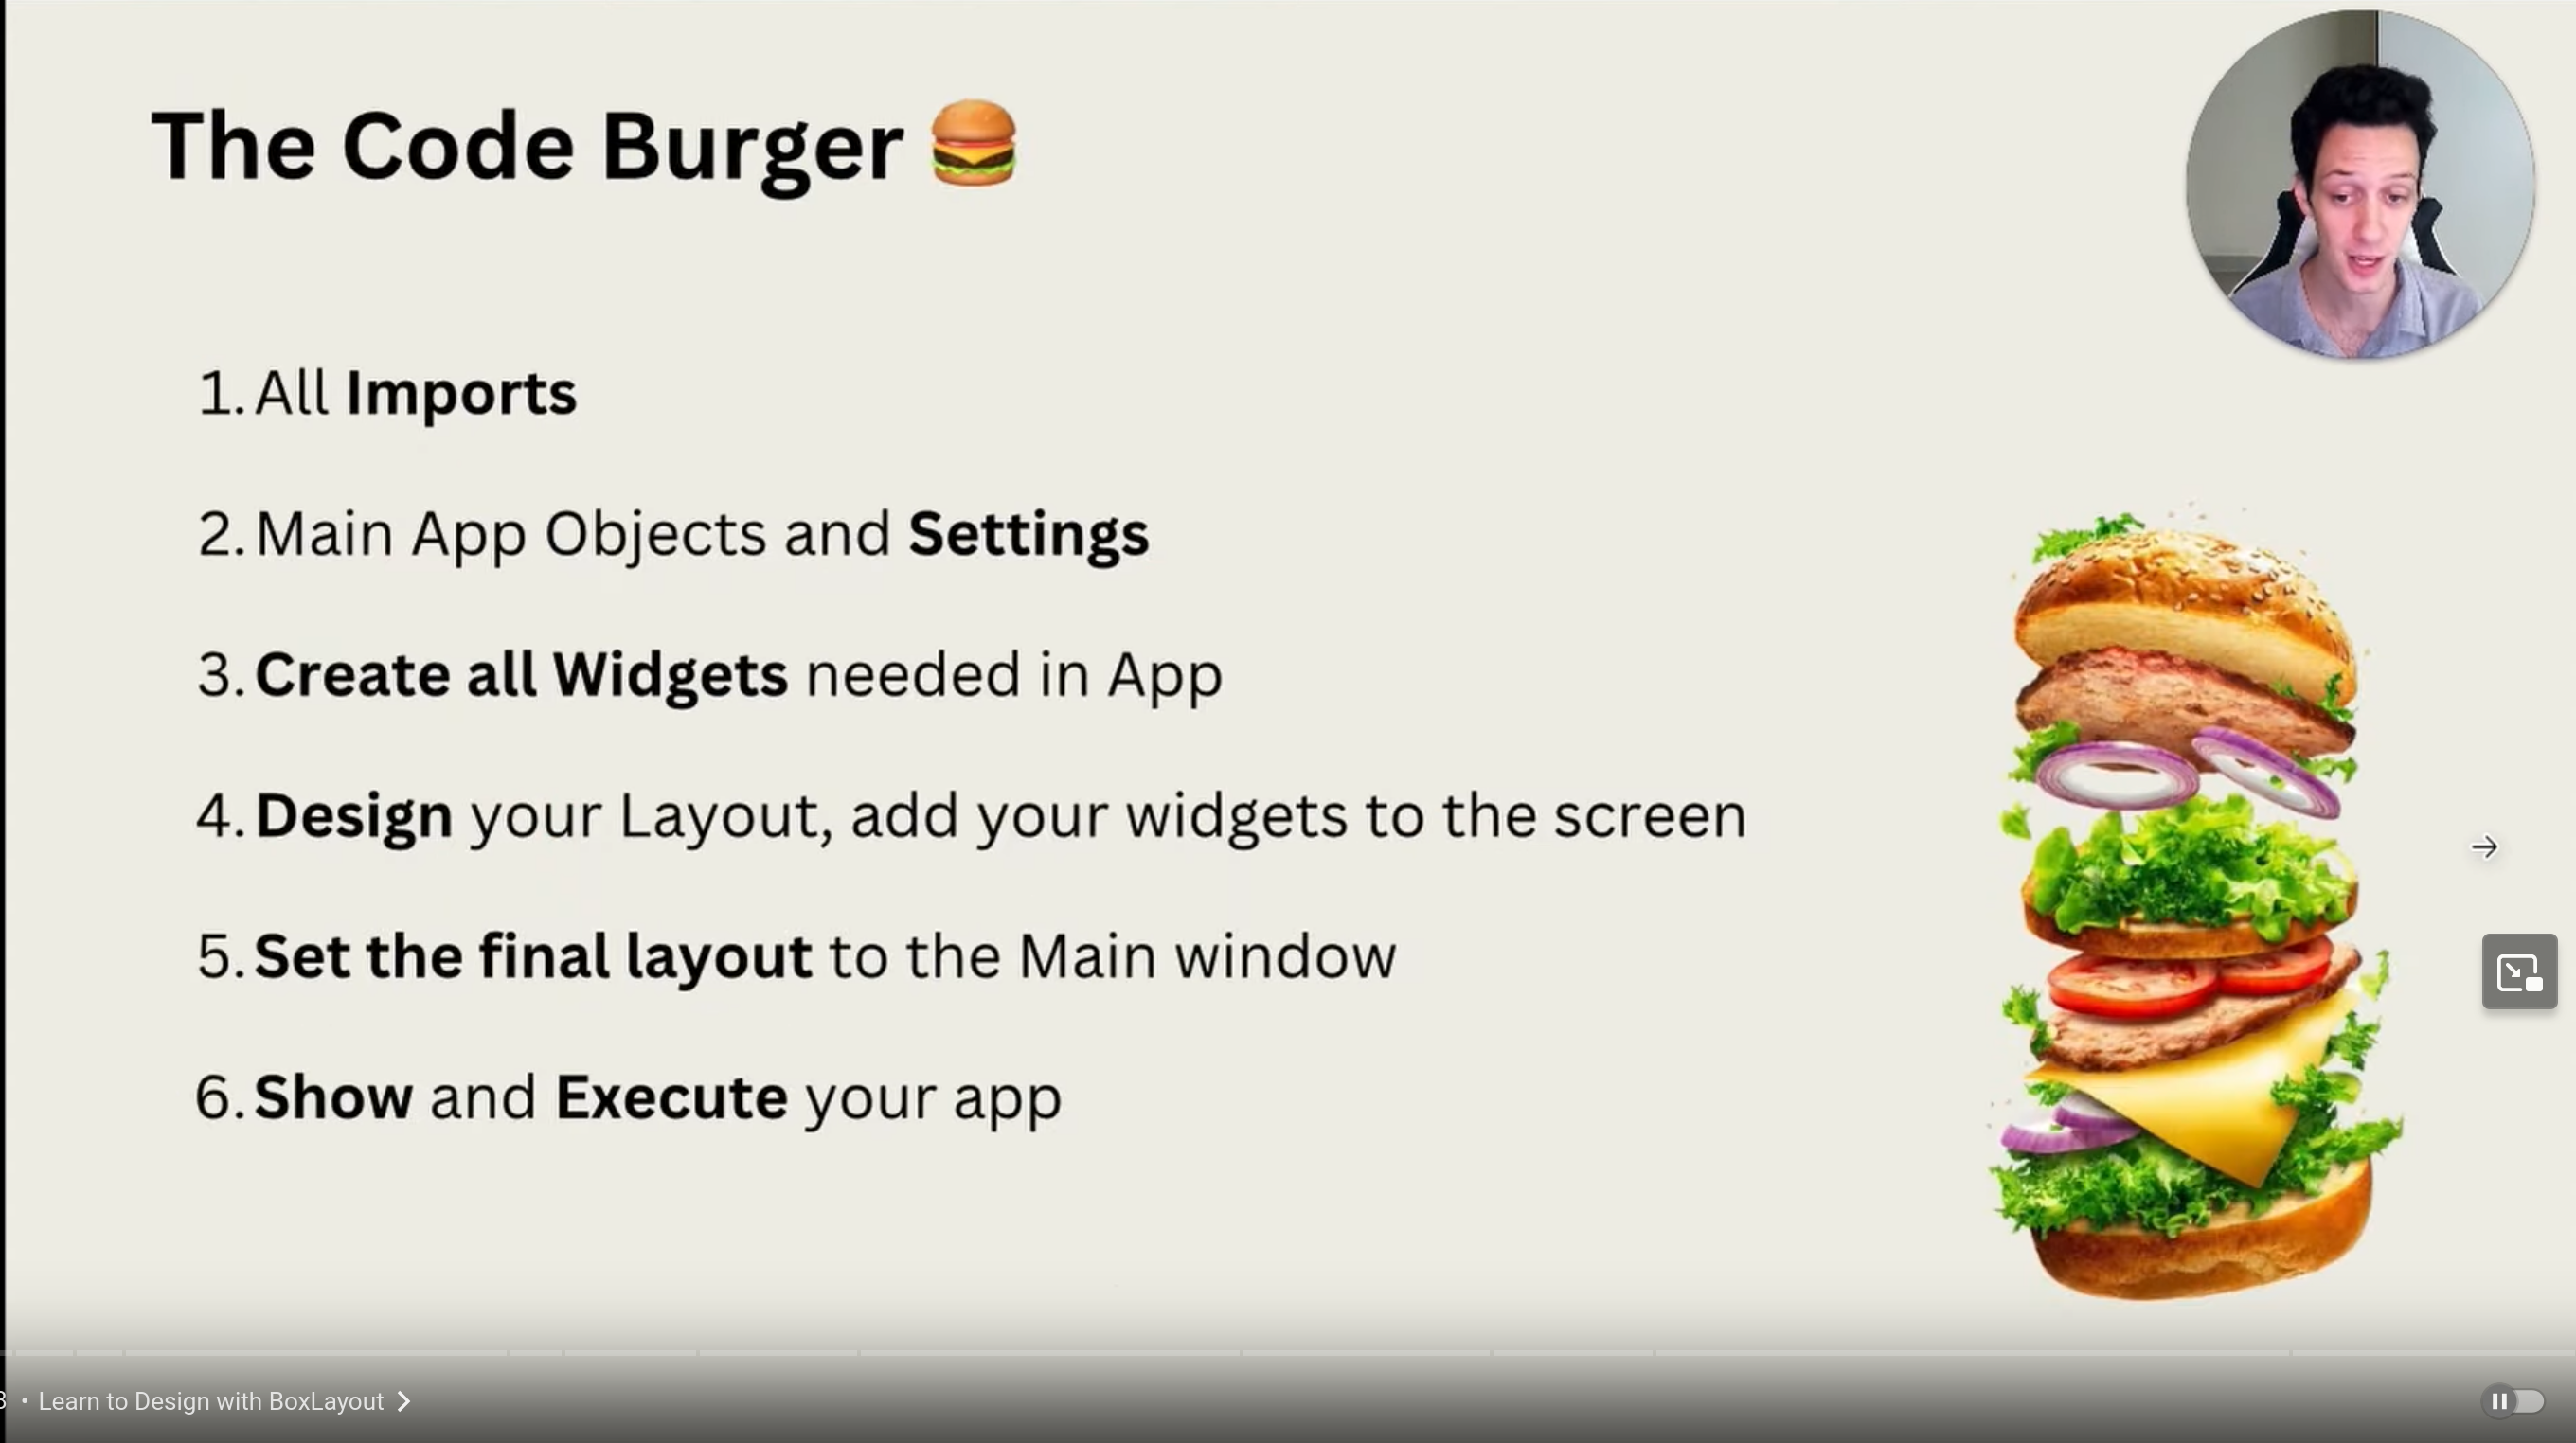 The Code Burger 🍔
1. All Imports
2. Main App Objects and Settings
3. Create all Widgets needed in App
4. Design your Layout, add your widgets to the screen
5. Set the final layout to the Main window
6. Show and Execute your app
• Learn to Design with BoxLayout